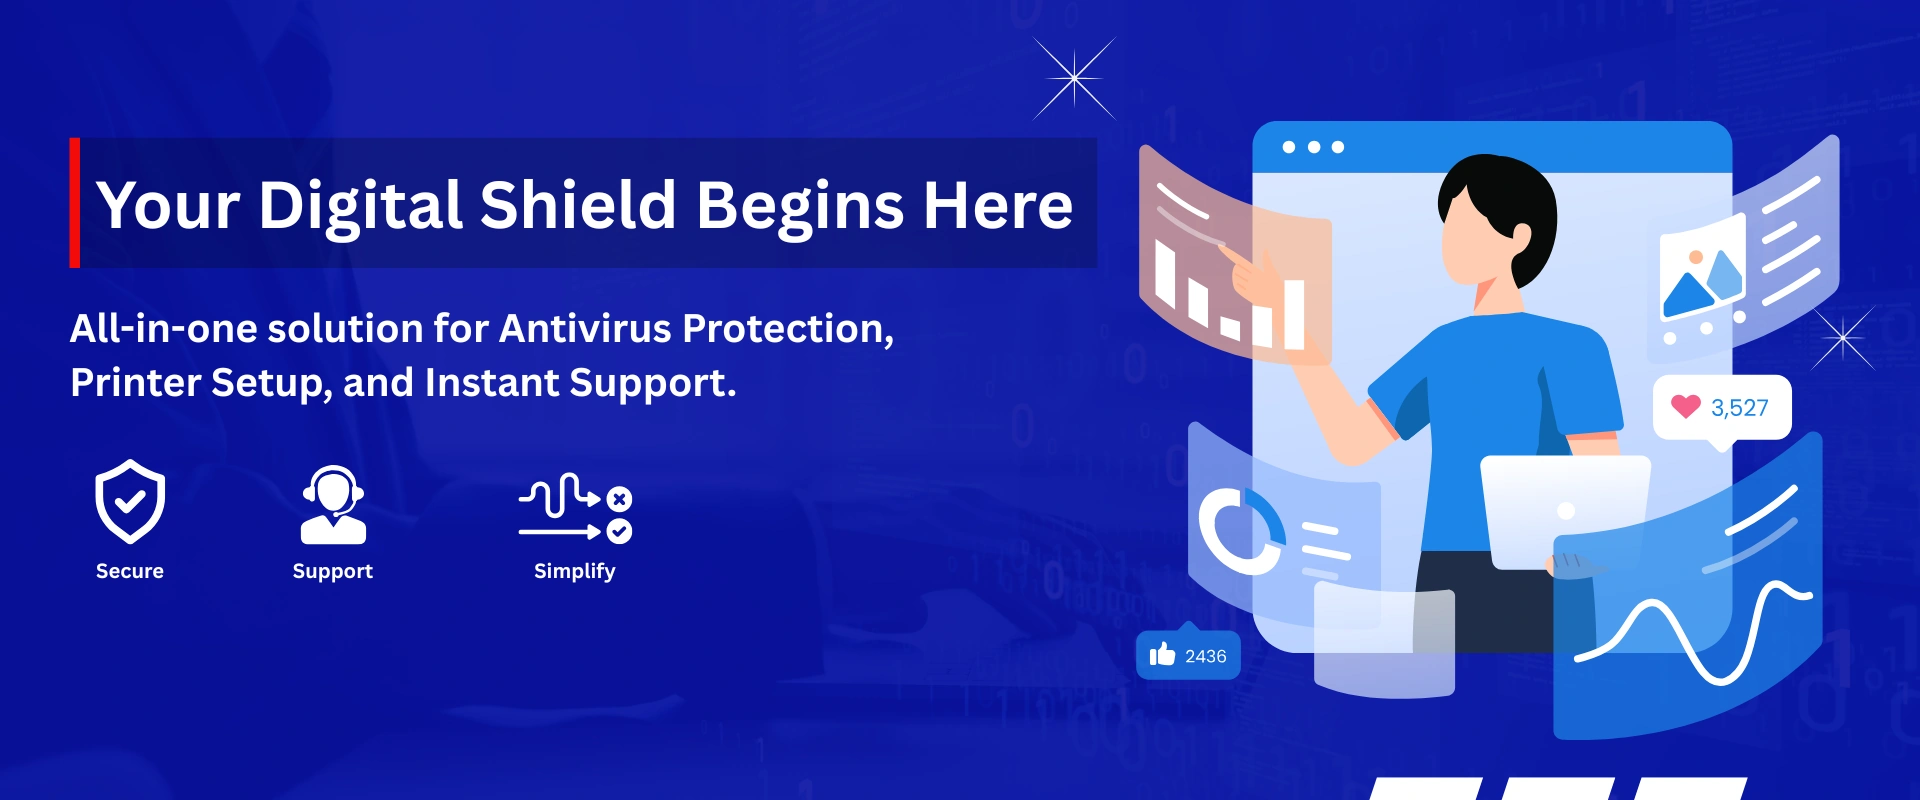 Your Digital Shield Begins Here
All-in-one solution for Antivirus Protection,
Printer Setup, and Instant Support.
Secure
Support
Simplify
3,527
2436